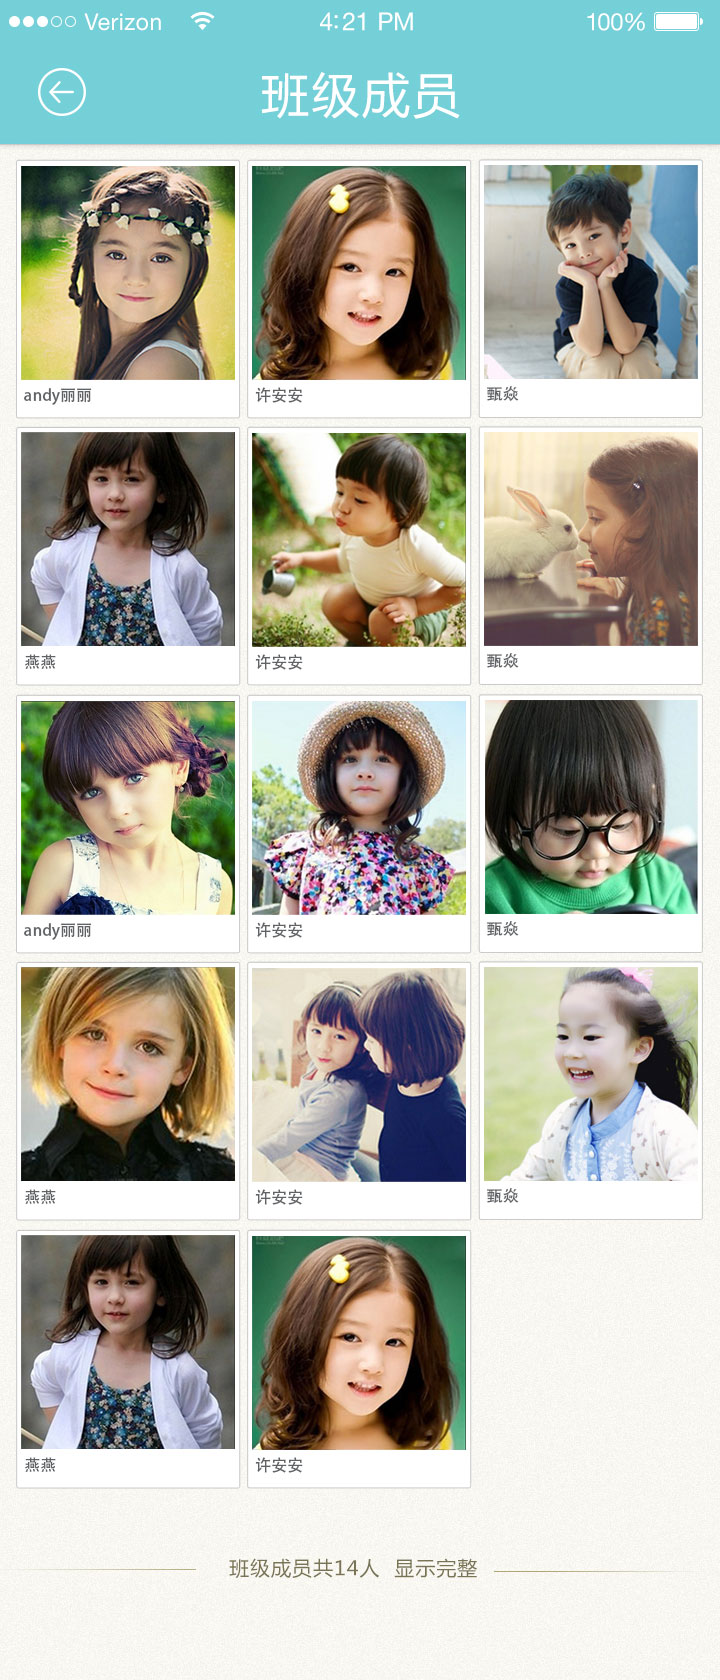 Verizon 4:21 PM 100%
班级成员
andy丽丽 许安安 甄焱
燕燕 许安安 甄焱
andy丽丽 许安安 甄焱
燕燕 许安安 甄焱
燕燕 许安安
班级成员共14人 显示完整